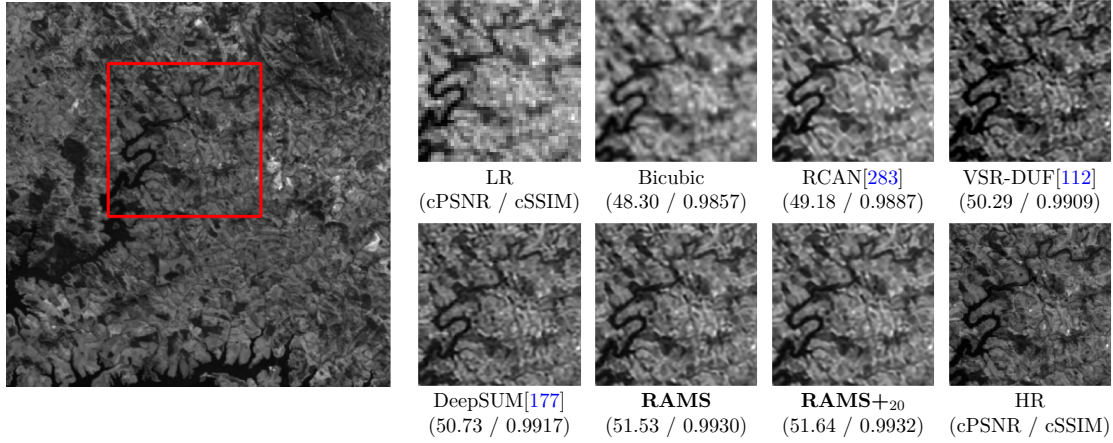 LR
(cPSNR / cSSIM)
Bicubic
(48.30 / 0.9857)
RCAN[283]
(49.18 / 0.9887)
VSR-DUF[112]
(50.29 / 0.9909)
DeepSUM[177]
(50.73 / 0.9917)
RAMS
(51.53 / 0.9930)
RAMS+20
(51.64 / 0.9932)
HR
(cPSNR / cSSIM)